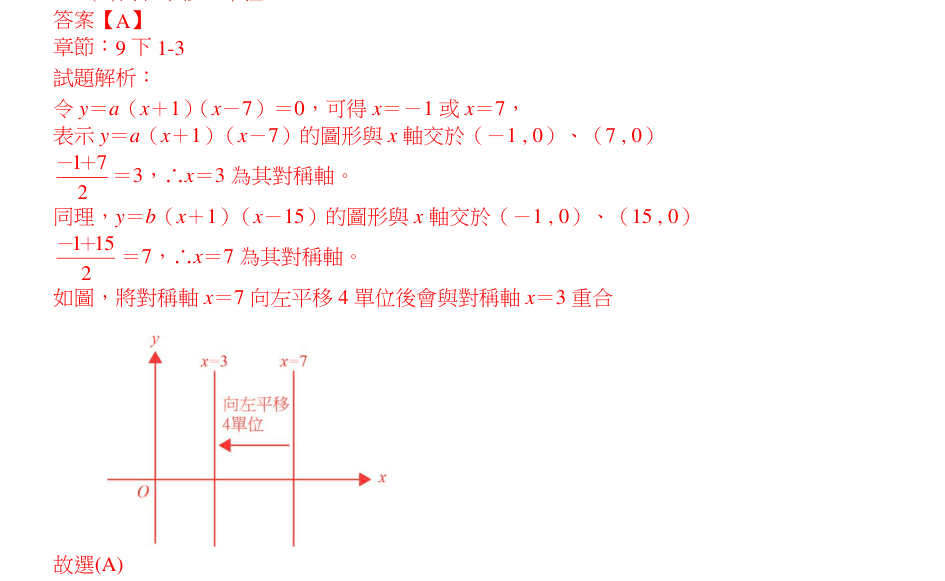 答案【A】
章節：9 下 1-3
試題解析：
令 y＝a（x＋1）（x－7）＝0，可得 x＝－1 或 x＝7，
表示 y＝a（x＋1）（x－7）的圖形與 x 軸交於（－1 , 0）、（7 , 0）
−1+7
2
＝3，∴x＝3 為其對稱軸。
同理，y＝b（x＋1）（x－15）的圖形與 x 軸交於（－1 , 0）、（15 , 0）
−1+15
2
＝7，∴x＝7 為其對稱軸。
如圖，將對稱軸 x＝7 向左平移 4 單位後會與對稱軸 x＝3 重合
y
x=3
x=7
向左平移
4單位
x
O
故選(A)